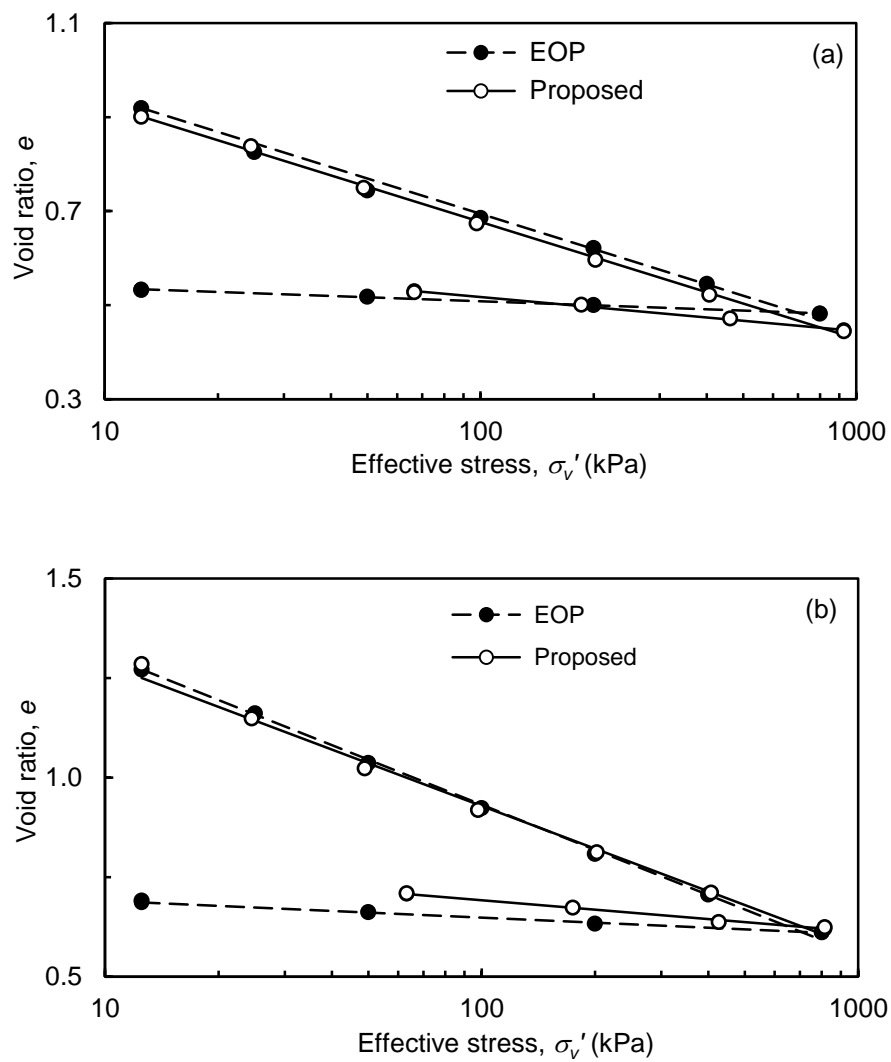 1.1
EOP
(a)
Proposed
Void ratio, e
0.7
0.3
10
100
1000
Effective stress, σv′ (kPa)
1.5
EOP
(b)
Proposed
Void ratio, e
1.0
0.5
10
100
1000
Effective stress, σv′ (kPa)